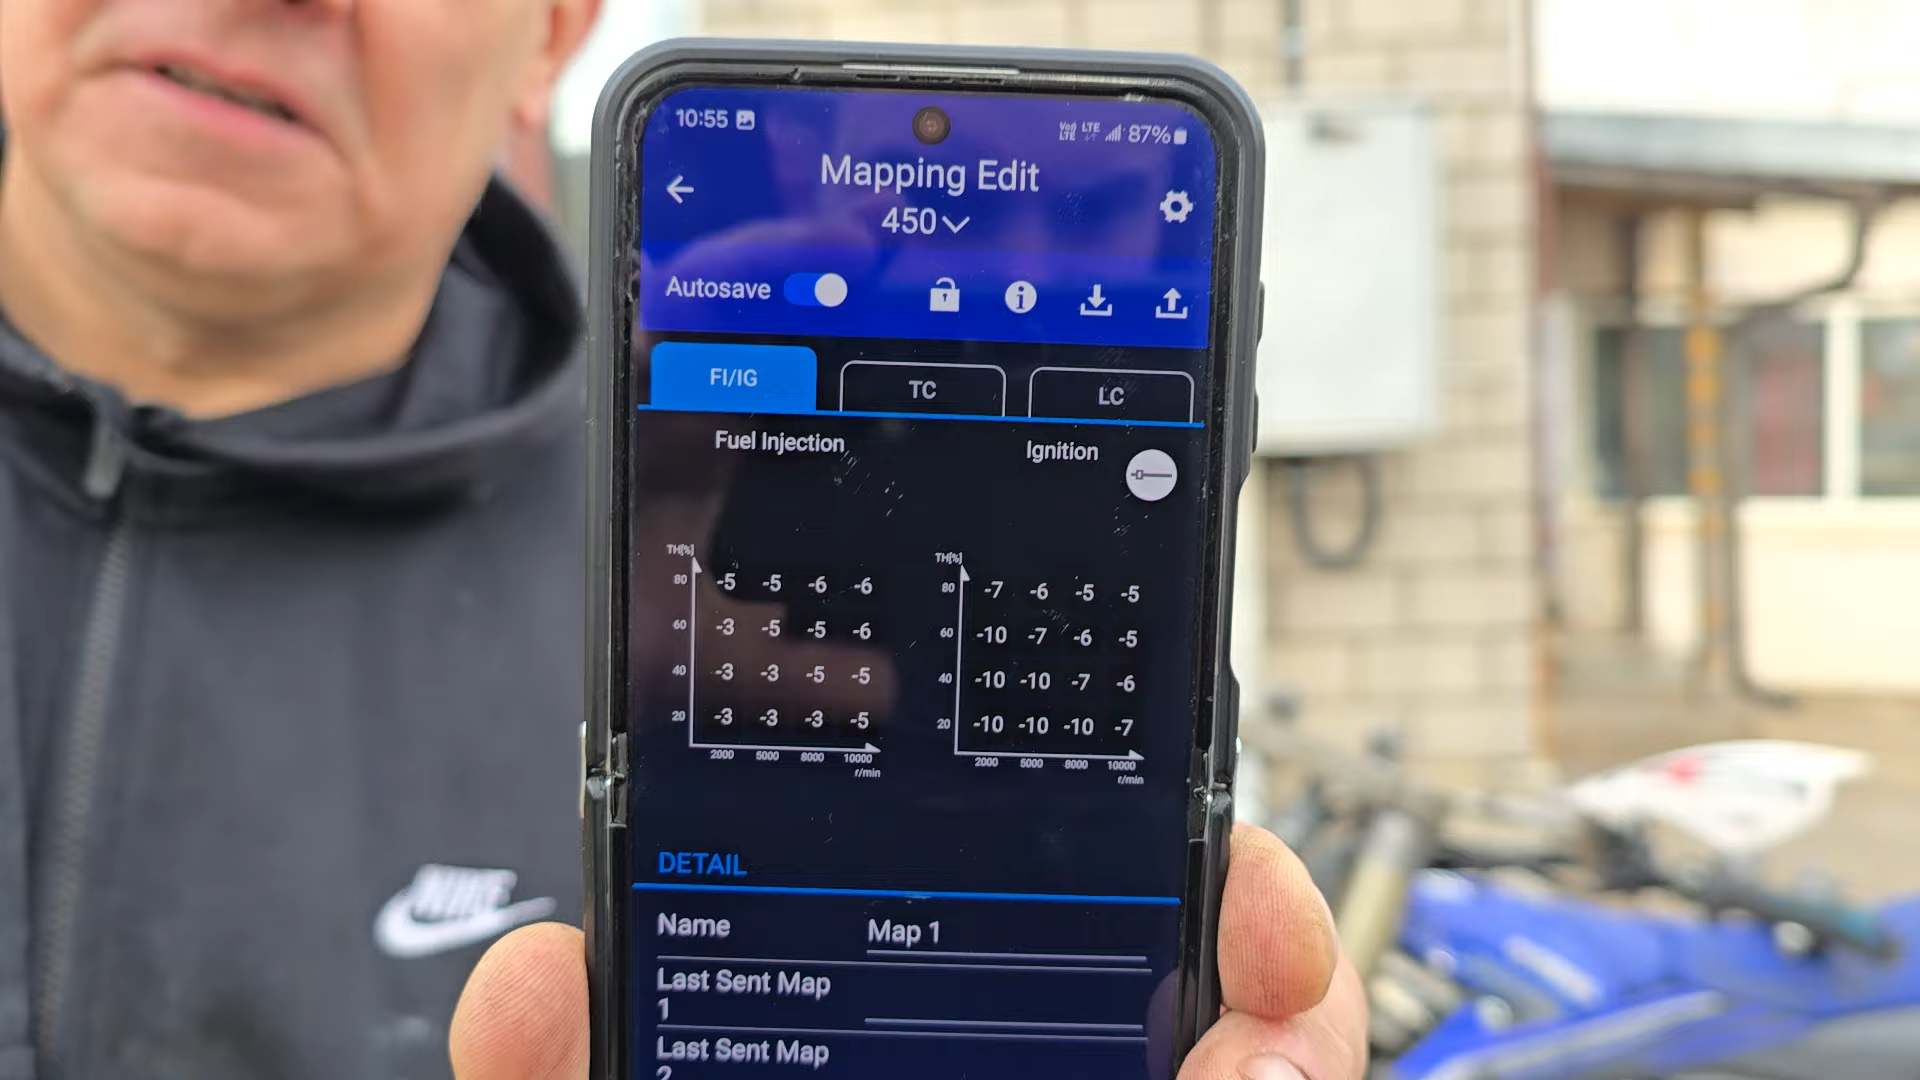 10:55
Vo)) LTE LTE 87%
Mapping Edit
450
Autosave
FI/IG TC LC
Fuel Injection Ignition
TH[%]
80 -5 -5 -6 -6
60 -3 -5 -5 -6
40 -3 -3 -5 -5
20 -3 -3 -3 -5
2000 5000 8000 10000
r/min
TH[%]
80 -7 -6 -5 -5
60 -10 -7 -6 -5
40 -10 -10 -7 -6
20 -10 -10 -10 -7
2000 5000 8000 10000
r/min
DETAIL
Name Map 1
Last Sent Map
1
Last Sent Map
2
NIKE